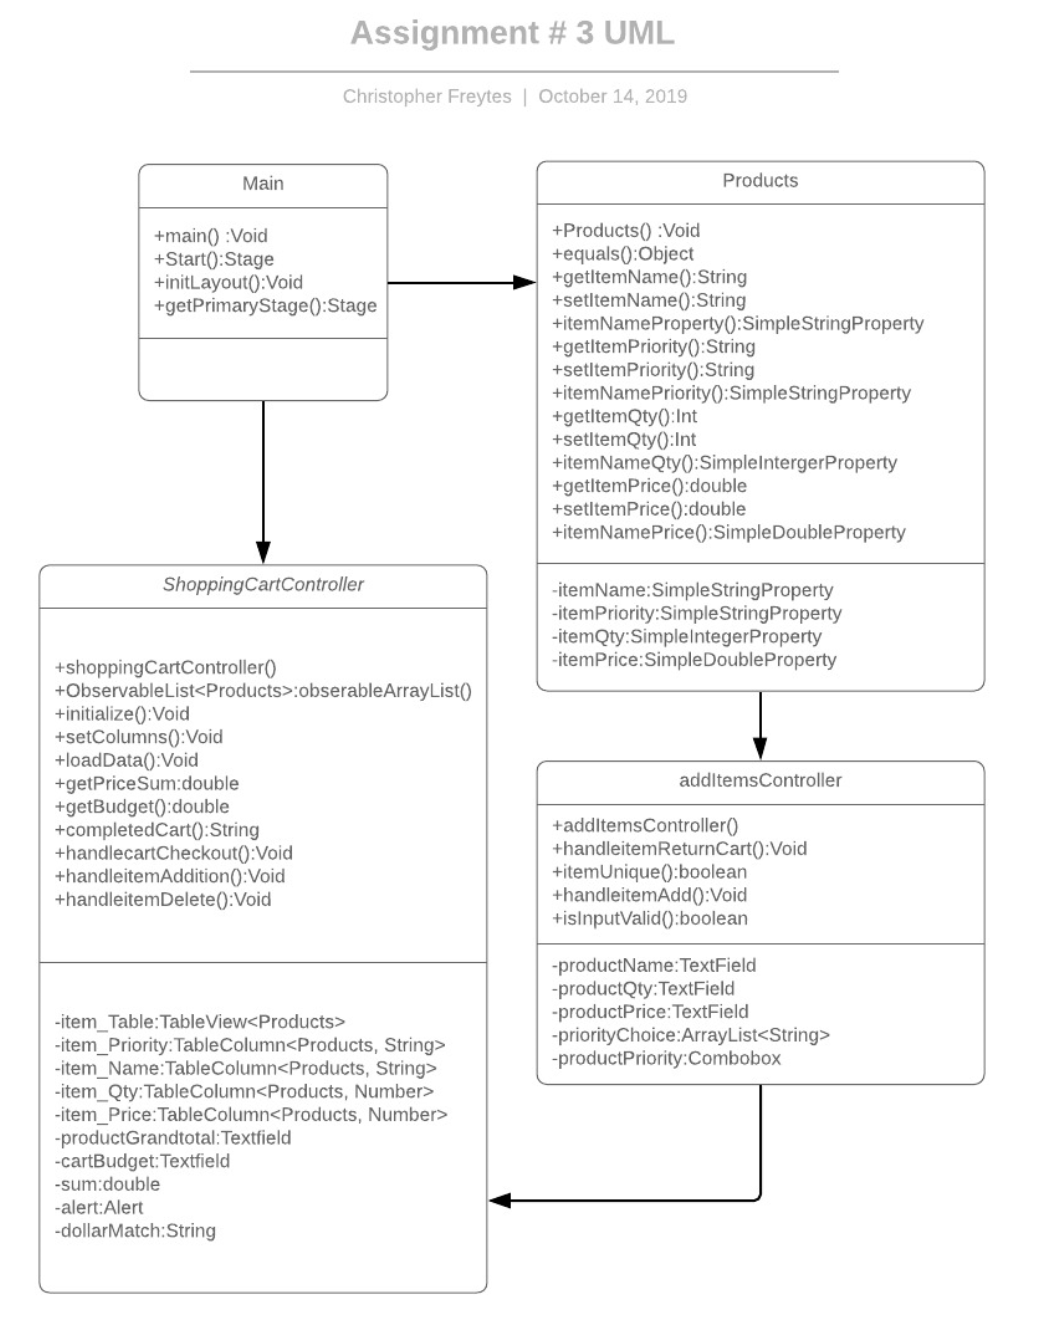 Assignment # 3 UML
Christopher Freytes | October 14, 2019
Main
+main() :Void
+Start():Stage
+initLayout():Void
+getPrimaryStage():Stage
Products
+Products() :Void
+equals():Object
+getItemName():String
+setItemName():String
+itemNameProperty():SimpleStringProperty
+getItemPriority():String
+setItemPriority():String
+itemNamePriority():SimpleStringProperty
+getItemQty():Int
+setItemQty():Int
+itemNameQty():SimpleIntergerProperty
+getItemPrice():double
+setItemPrice():double
+itemNamePrice():SimpleDoubleProperty
-itemName:SimpleStringProperty
-itemPriority:SimpleStringProperty
-itemQty:SimpleIntegerProperty
-itemPrice:SimpleDoubleProperty
ShoppingCartController
+shoppingCartController()
+ObservableList<Products>:obserableArrayList()
+initialize():Void
+setColumns():Void
+loadData():Void
+getPriceSum:double
+getBudget():double
+completedCart():String
+handlecartCheckout():Void
+handleitemAddition():Void
+handleitemDelete():Void
-item_Table:TableView<Products>
-item_Priority:TableColumn<Products, String>
-item_Name:TableColumn<Products, String>
-item_Qty:TableColumn<Products, Number>
-item_Price:TableColumn<Products, Number>
-productGrandtotal:Textfield
-cartBudget:Textfield
-sum:double
-alert:Alert
-dollarMatch:String
addItemsController
+addItemsController()
+handleitemReturnCart():Void
+itemUnique():boolean
+handleitemAdd():Void
+isInputValid():boolean
-productName:TextField
-productQty:TextField
-productPrice:TextField
-priorityChoice:ArrayList<String>
-productPriority:Combobox